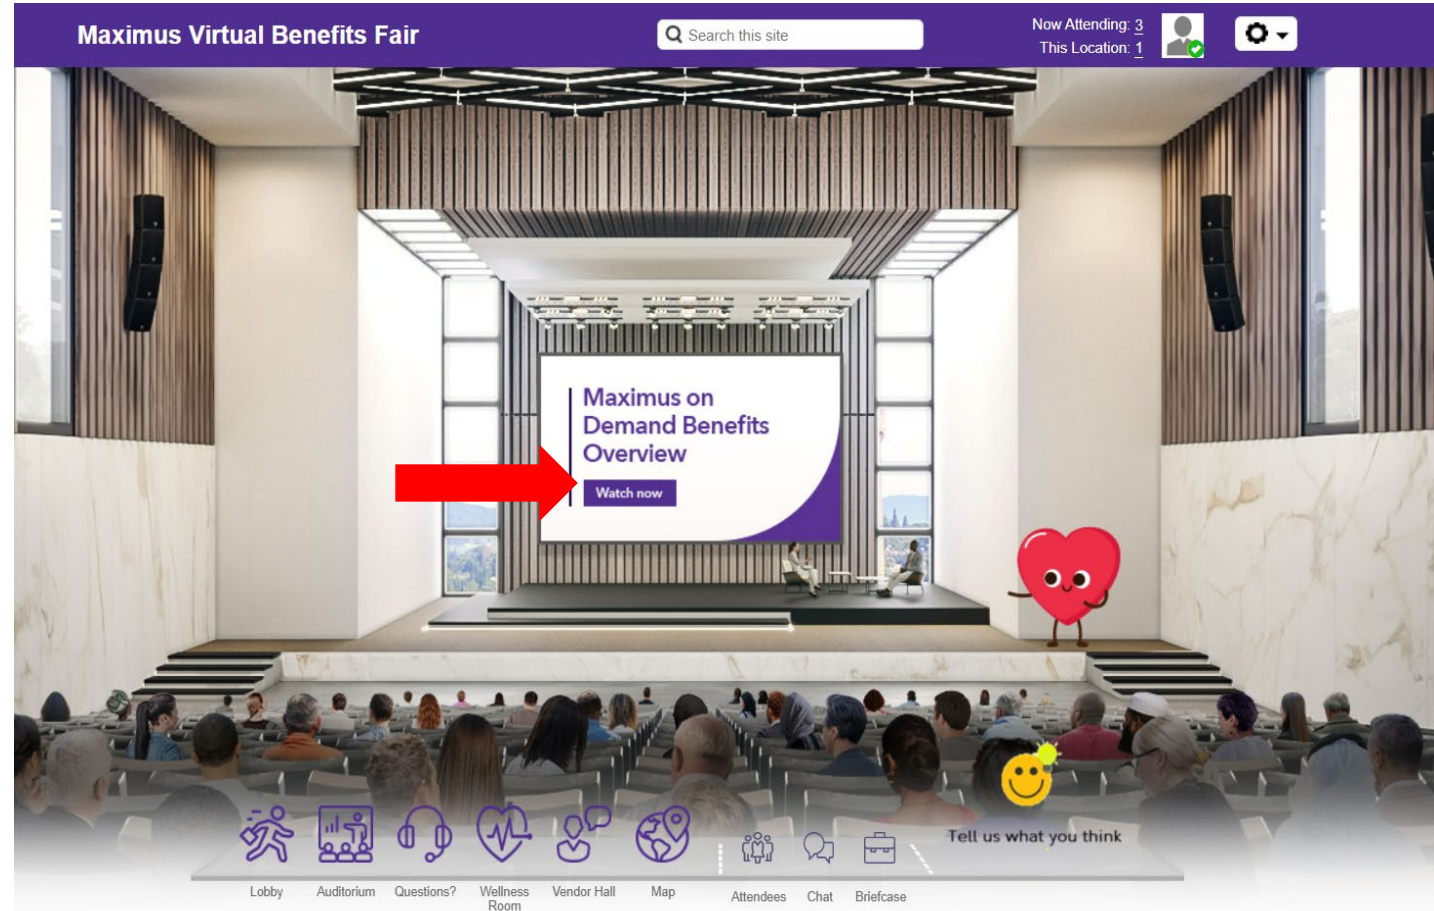 Maximus Virtual Benefits Fair
Search this site
Now Attending: 3
This Location: 1
Maximus on
Demand Benefits
Overview
Watch now
Tell us what you think
Lobby
Auditorium
Questions?
Wellness
Room
Vendor Hall
Map
Attendees
Chat
Briefcase